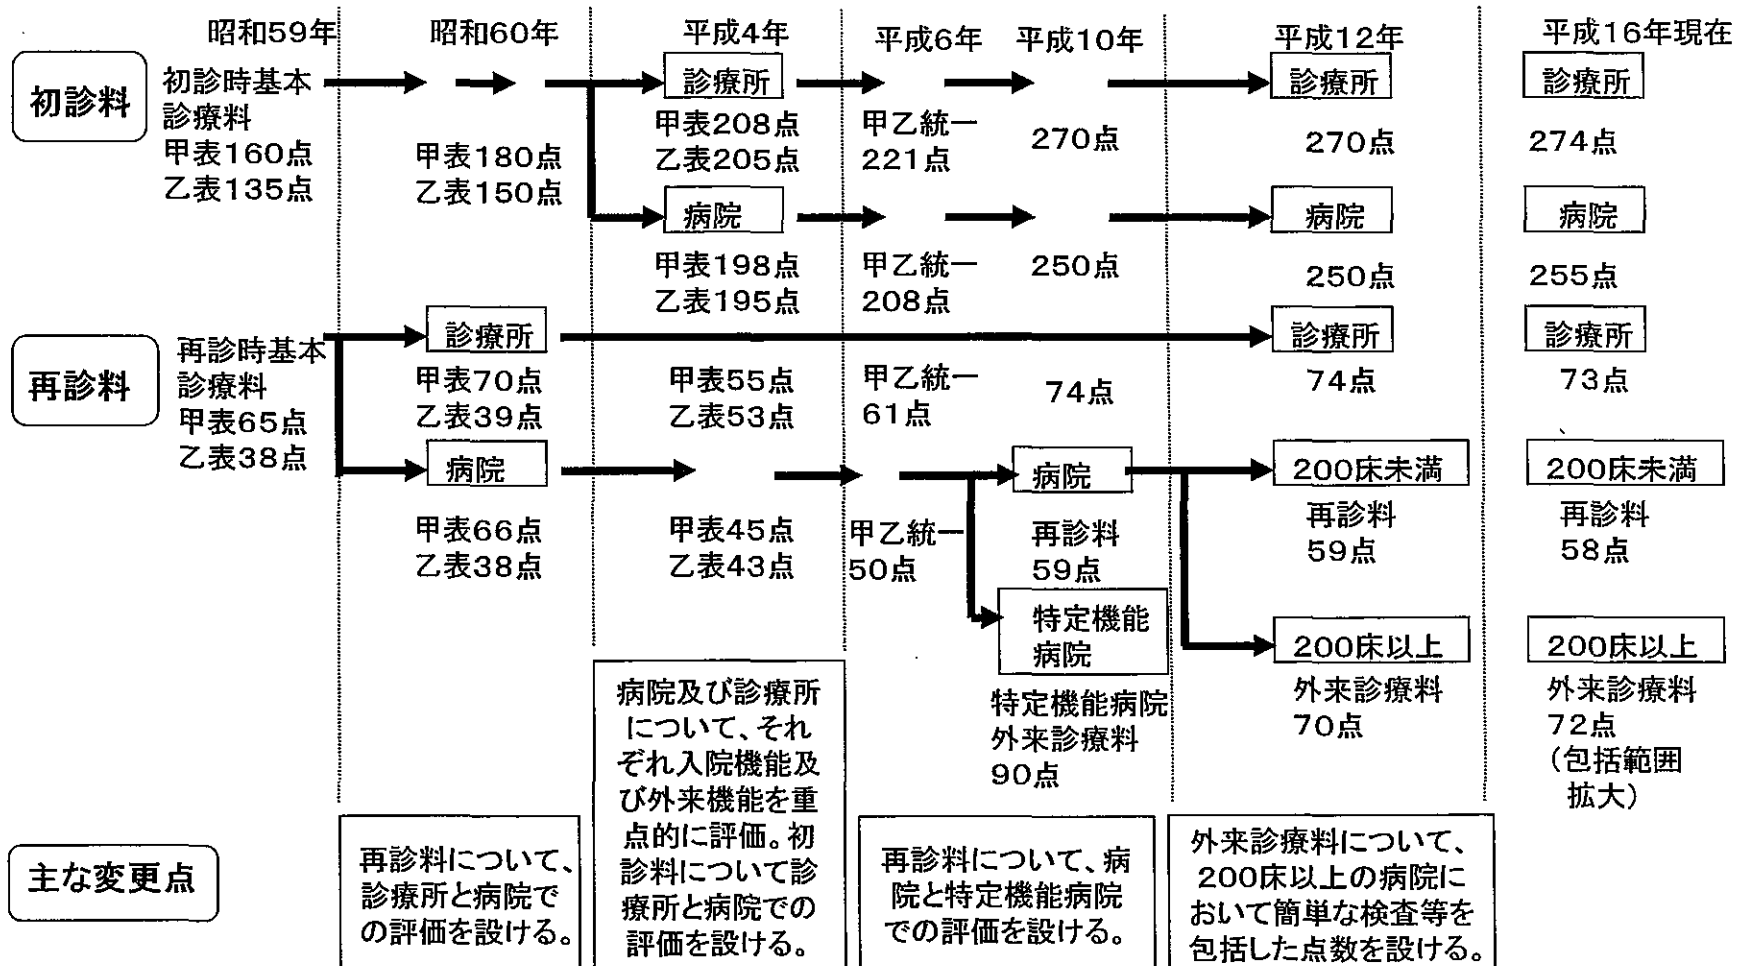 昭和59年
昭和60年
平成4年
平成6年
平成10年
平成12年
平成16年現在
初診料
初診時基本
診療料
甲表160点
乙表135点
甲表180点
乙表150点
診療所
甲表208点
乙表205点
甲乙統一
221点
270点
診療所
270点
診療所
274点
病院
甲表198点
乙表195点
甲乙統一
208点
250点
病院
250点
病院
255点
再診料
再診時基本
診療料
甲表65点
乙表38点
診療所
甲表70点
乙表39点
甲表55点
乙表53点
甲乙統一
61点
74点
診療所
74点
診療所
73点
病院
甲表66点
乙表38点
甲表45点
乙表43点
甲乙統一
50点
病院
再診料
59点
特定機能
病院
特定機能病院
外来診療料
90点
200床未満
再診料
59点
200床以上
外来診療料
70点
200床未満
再診料
58点
200床以上
外来診療料
72点
(包括範囲
拡大)
主な変更点
再診料について、
診療所と病院で
の評価を設ける。
病院及び診療所
について、それ
ぞれ入院機能及
び外来機能を重
点的に評価。初
診料について診
療所と病院での
評価を設ける。
再診料について、病
院と特定機能病院
での評価を設ける。
外来診療料について、
200床以上の病院に
おいて簡単な検査等を
包括した点数を設ける。